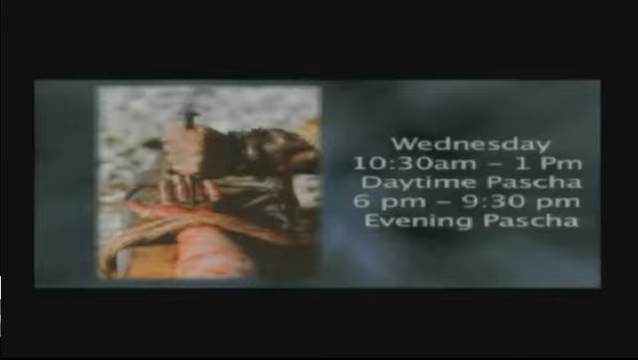 Wednesday
10:30am – 1 Pm
Daytime Pascha
6 pm – 9:30 pm
Evening Pascha